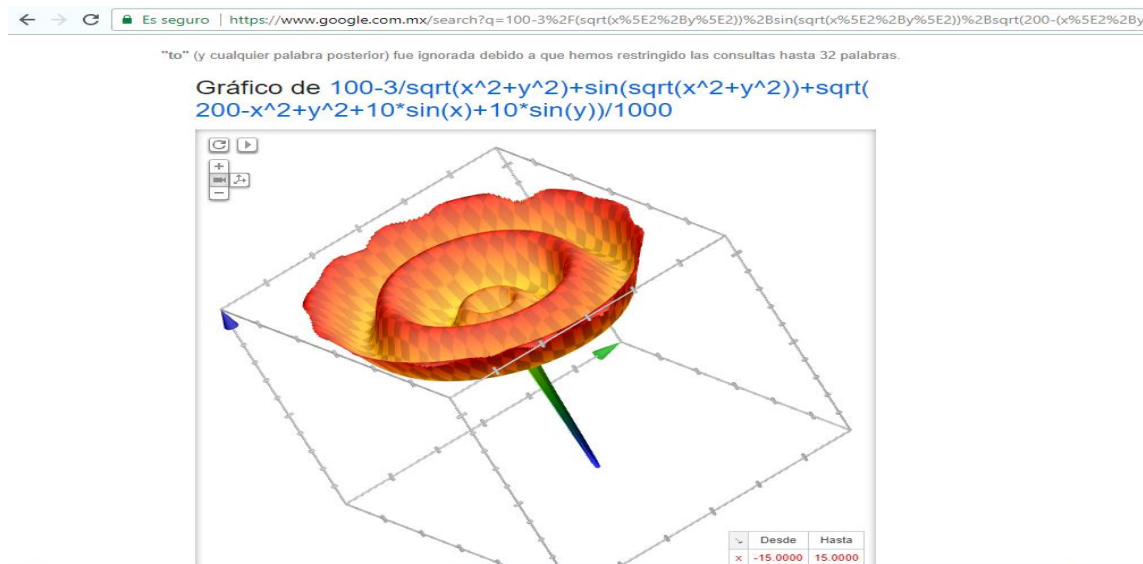 Es seguro | https://www.google.com.mx/search?q=100-3%2F(sqrt(x%5E2%2By%5E2))%2Bsin(sqrt(x%5E2%2By%5E2))%2Bsqrt(200-(x%5E2%2By
"to" (y cualquier palabra posterior) fue ignorada debido a que hemos restringido las consultas hasta 32 palabras.
Gráfico de 100-3/sqrt(x^2+y^2)+sin(sqrt(x^2+y^2))+sqrt(
200-x^2+y^2+10*sin(x)+10*sin(y))/1000
Desde Hasta
x -15.0000 15.0000